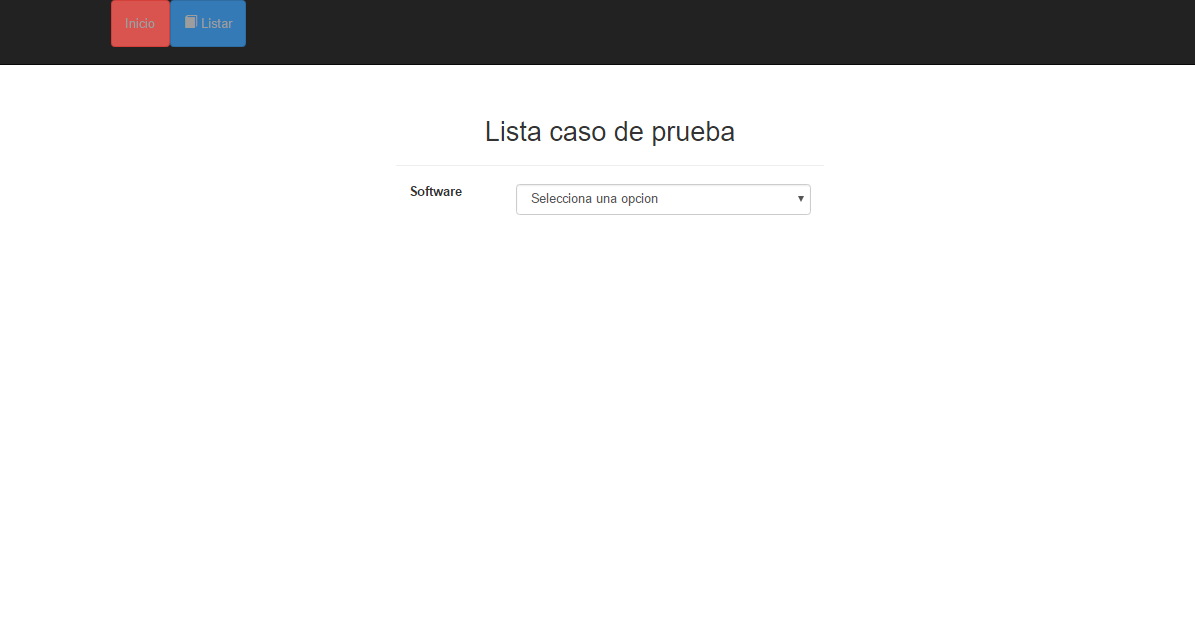 Inicio Listar
Lista caso de prueba
Software Selecciona una opcion